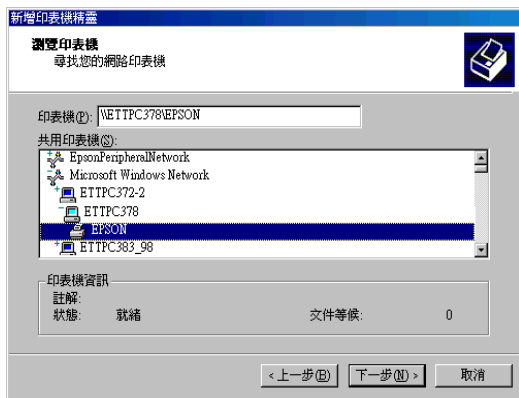 新增印表機精靈
瀏覽印表機
尋找您的網路印表機
印表機(P): \\ETTPC378\EPSON
共用印表機(S):
EpsonPeripheralNetwork
Microsoft Windows Network
ETTPC372-2
ETTPC378
EPSON
ETTPC383_98
印表機資訊
註解:
狀態: 就緒 文件等候: 0
<上一步(B) 下一步(N)> 取消